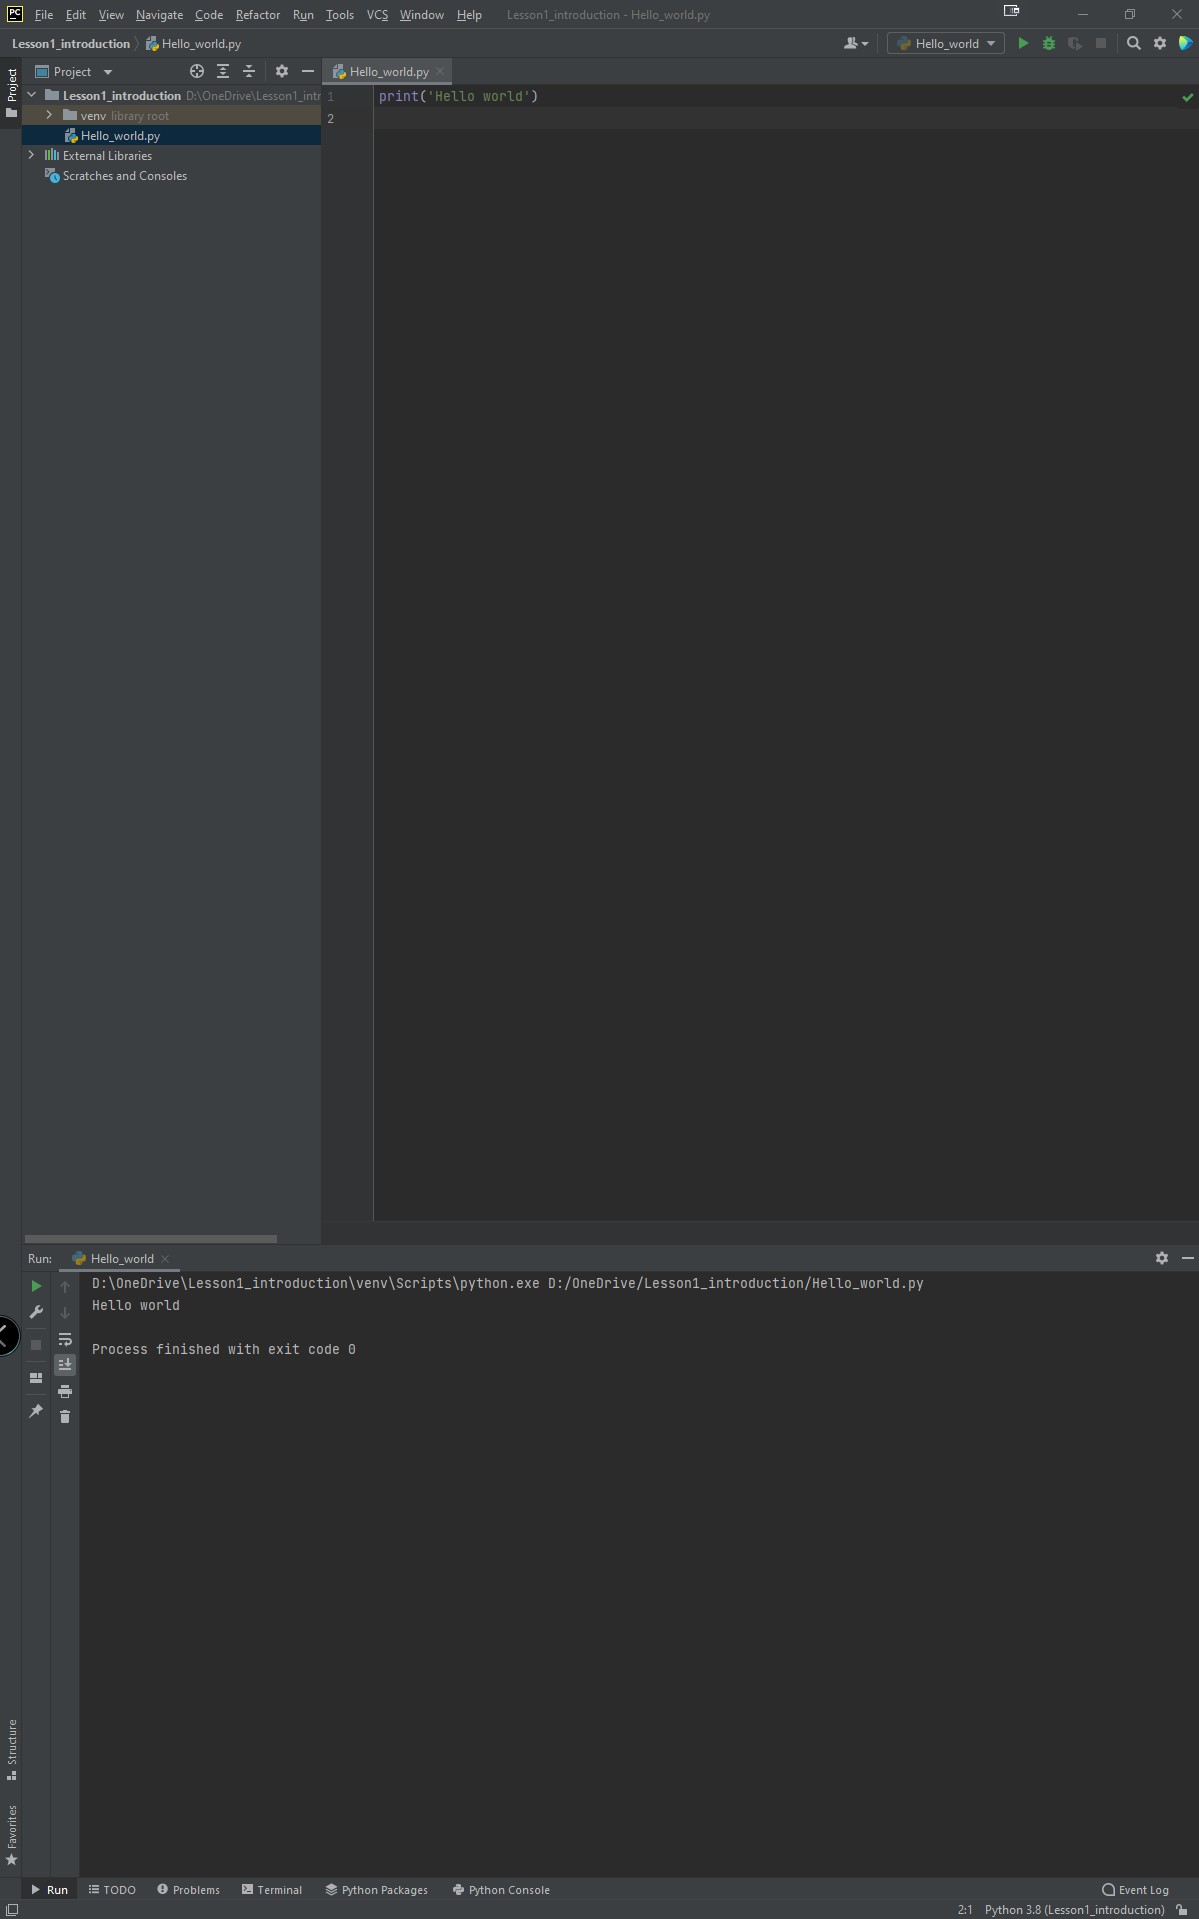 PC File Edit View Navigate Code Refactor Run Tools VCS Window Help Lesson1_introduction - Hello_world.py
Lesson1_introduction Hello_world.py Hello_world
Project
Project
Hello_world.py
Lesson1_introduction D:\OneDrive\Lesson1_intr
venv library root
Hello_world.py
External Libraries
Scratches and Consoles
1 print('Hello world')
2
Run: Hello_world
D:\OneDrive\Lesson1_introduction\venv\Scripts\python.exe D:/OneDrive/Lesson1_introduction/Hello_world.py
Hello world
Process finished with exit code 0
Structure
Favorites
Run TODO Problems Terminal Python Packages Python Console Event Log
2:1 Python 3.8 (Lesson1_introduction)